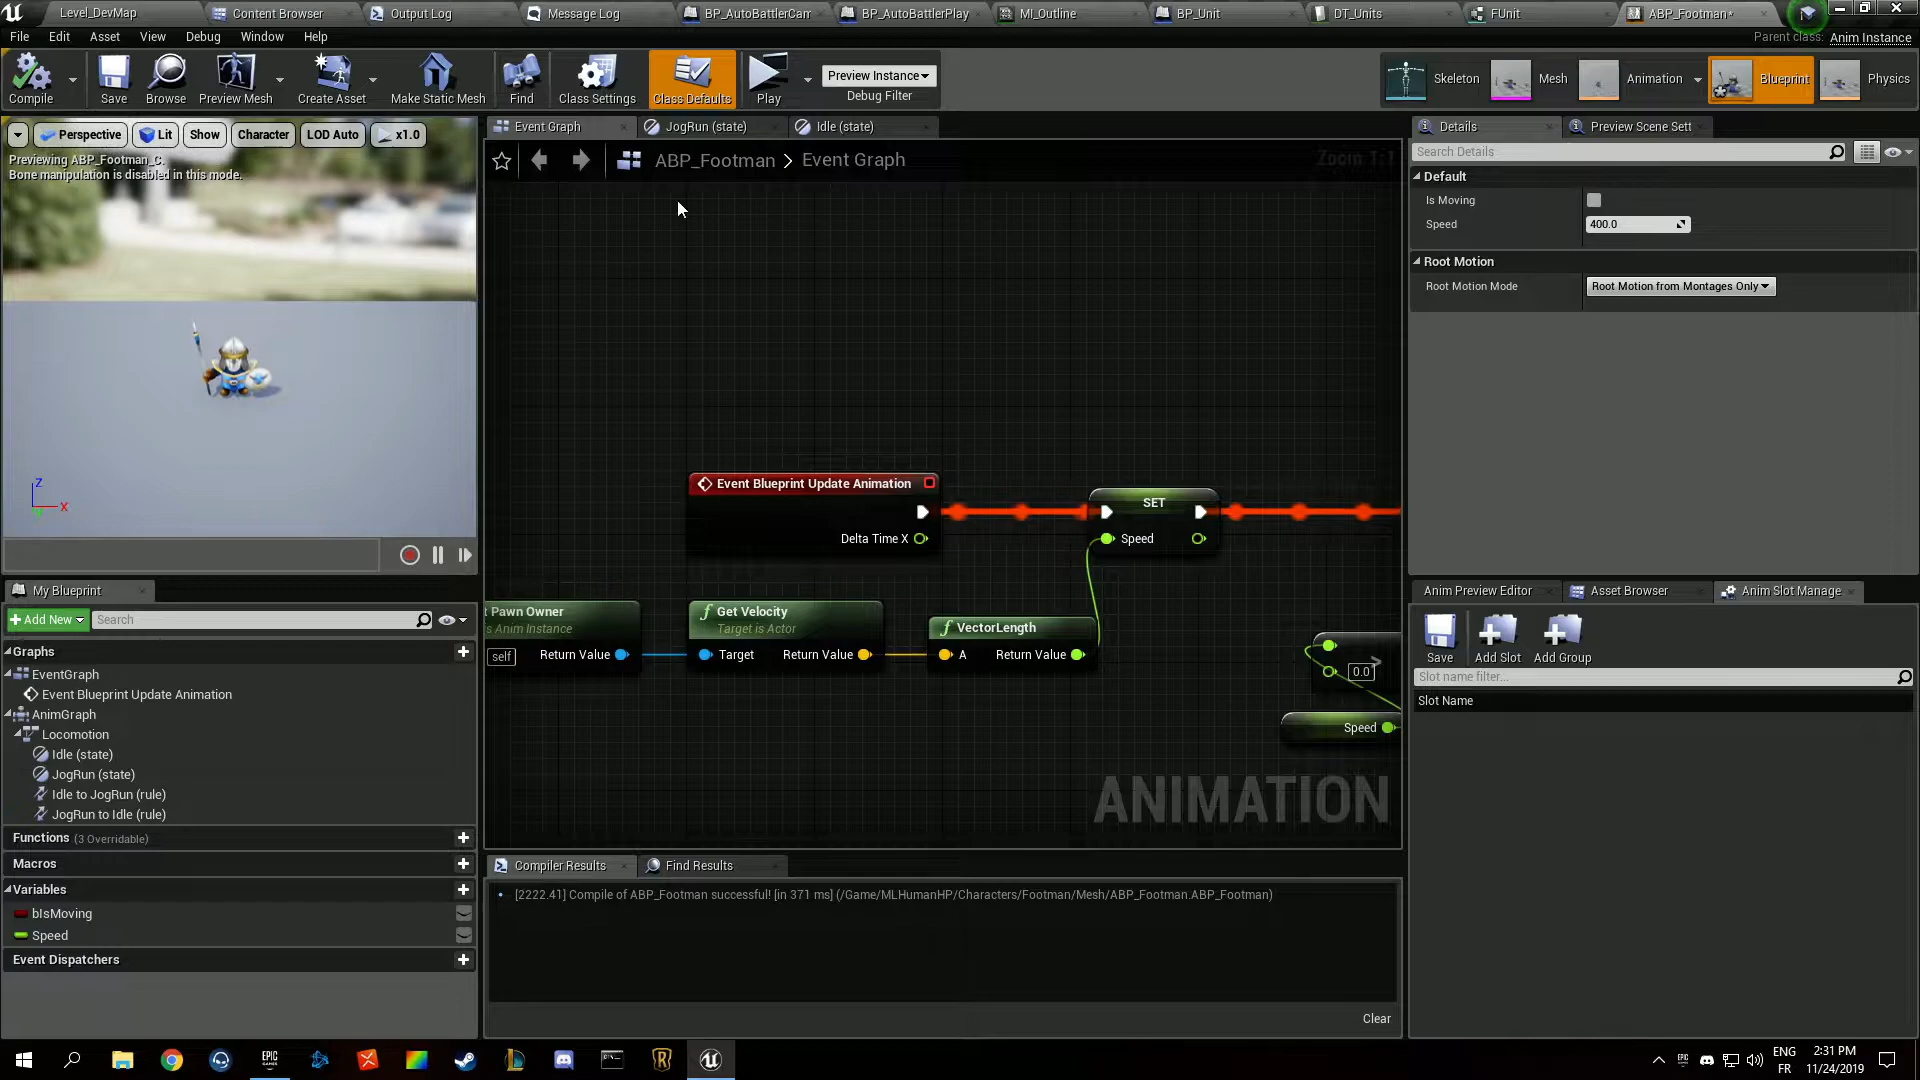 Level_DevMap
Content Browser
Output Log
Message Log
BP_AutoBattlerCam
BP_AutoBattlerPlay
MI_Outline
BP_Unit
DT_Units
FUnit
ABP_Footman*
File Edit Asset View Debug Window Help
Parent class: Anim Instance
Compile
Save
Browse
Preview Mesh
Create Asset
Make Static Mesh
Find
Class Settings
Class Defaults
Play
Preview Instance
Debug Filter
Skeleton
Mesh
Animation
Blueprint
Physics
Perspective
Lit
Show
Character
LOD Auto
x1.0
Previewing ABP_Footman_C.
Bone manipulation is disabled in this mode.
Z
X
Event Graph
JogRun (state)
Idle (state)
ABP_Footman > Event Graph
Zoom 1:1
Event Blueprint Update Animation
Delta Time X
SET
Speed
t Pawn Owner
s Anim Instance
self
Return Value
Get Velocity
Target is Actor
Target
Return Value
VectorLength
A
Return Value
>
0.0
Speed
ANIMATION
Details
Preview Scene Sett
Search Details
Default
Is Moving
Speed
400.0
Root Motion
Root Motion Mode
Root Motion from Montages Only
My Blueprint
Add New
Search
Graphs
EventGraph
Event Blueprint Update Animation
AnimGraph
Locomotion
Idle (state)
JogRun (state)
Idle to JogRun (rule)
JogRun to Idle (rule)
Functions (3 Overridable)
Macros
Variables
bIsMoving
Speed
Event Dispatchers
Compiler Results
Find Results
[2222.41] Compile of ABP_Footman successful! [in 371 ms] (/Game/MLHumanHP/Characters/Footman/Mesh/ABP_Footman.ABP_Footman)
Clear
Anim Preview Editor
Asset Browser
Anim Slot Manage
Save
Add Slot
Add Group
Slot name filter...
Slot Name
EPIC
GAMES
ENG
FR
2:31 PM
11/24/2019